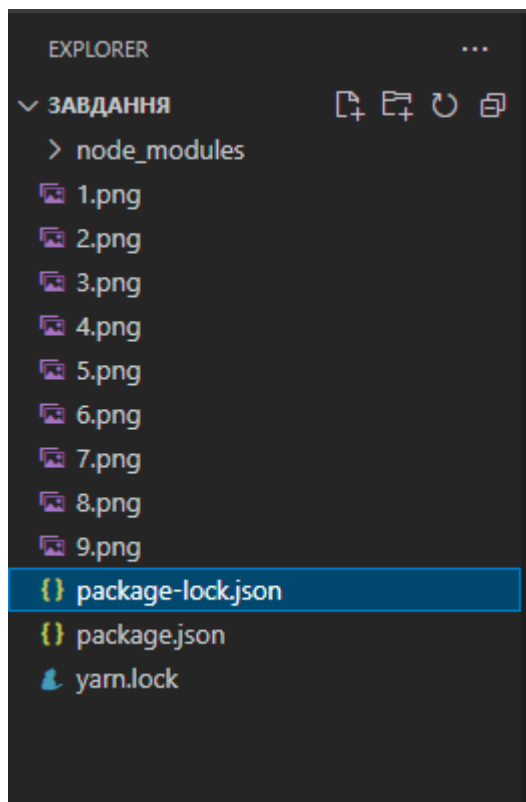 EXPLORER
ЗАВДАННЯ
node_modules
1.png
2.png
3.png
4.png
5.png
6.png
7.png
8.png
9.png
package-lock.json
package.json
yarn.lock